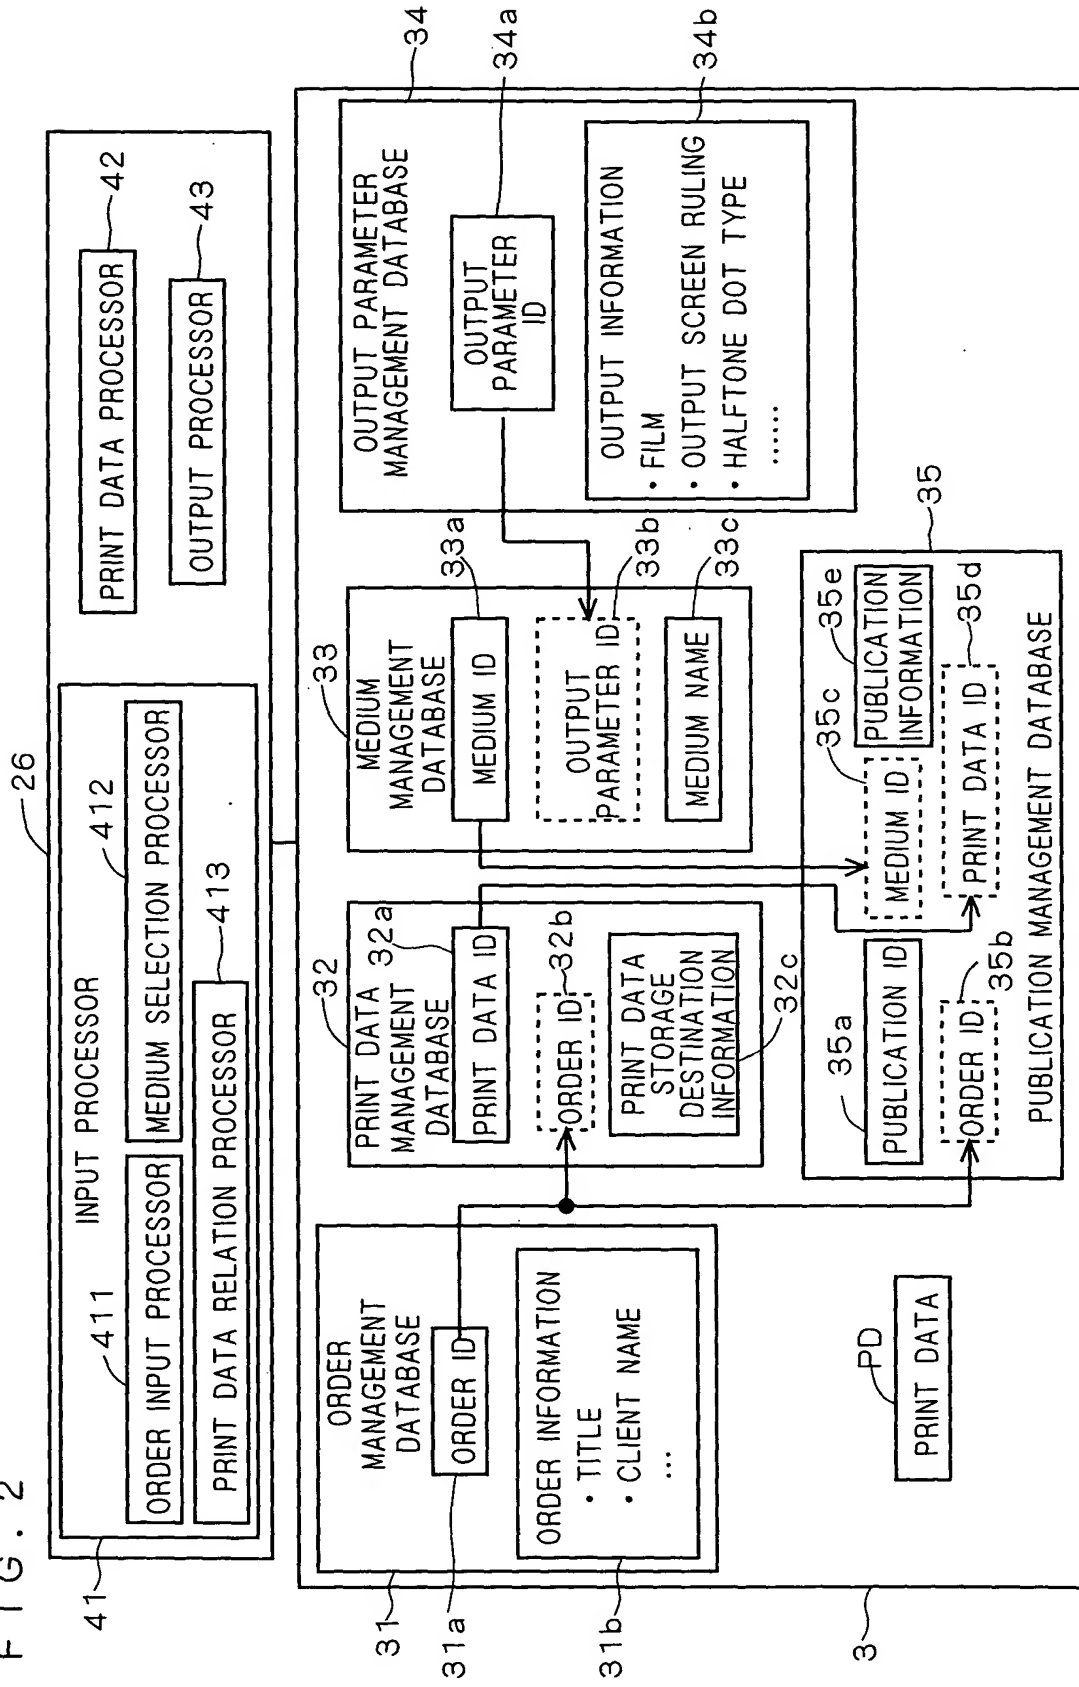 FIG. 2
26
41
INPUT PROCESSOR
411
412
ORDER INPUT PROCESSOR
MEDIUM SELECTION PROCESSOR
413
PRINT DATA RELATION PROCESSOR
PRINT DATA PROCESSOR
42
OUTPUT PROCESSOR
43
3
31
ORDER
MANAGEMENT
DATABASE
31a
ORDER ID
31b
ORDER INFORMATION
• TITLE
• CLIENT NAME
...
32
PRINT DATA
MANAGEMENT
DATABASE
32a
PRINT DATA ID
ORDER ID
32b
PRINT DATA
STORAGE
DESTINATION
INFORMATION
32c
33
MEDIUM
MANAGEMENT
DATABASE
33a
MEDIUM ID
OUTPUT
PARAMETER ID
33b
MEDIUM NAME
33c
34
OUTPUT PARAMETER
MANAGEMENT DATABASE
OUTPUT
PARAMETER
ID
34a
OUTPUT INFORMATION
• FILM
• OUTPUT SCREEN RULING
• HALFTONE DOT TYPE
......
34b
PD
PRINT DATA
35
35a
PUBLICATION ID
35c
MEDIUM ID
35e
PUBLICATION
INFORMATION
ORDER ID
35b
PRINT DATA ID
35d
PUBLICATION MANAGEMENT DATABASE